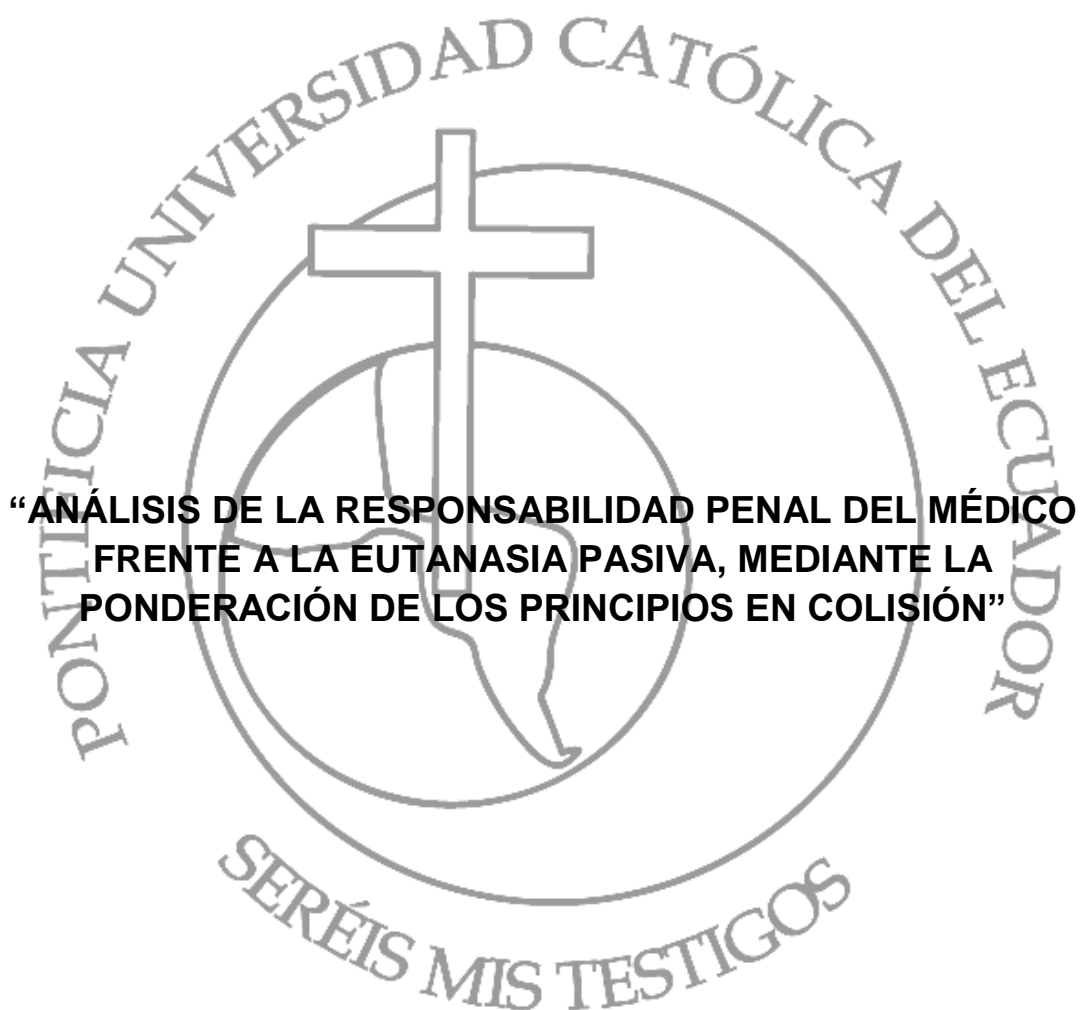 PONTIFICIA UNIVERSIDAD CATÓLICA DEL ECUADOR
“ANÁLISIS DE LA RESPONSABILIDAD PENAL DEL MÉDICO
FRENTE A LA EUTANASIA PASIVA, MEDIANTE LA
PONDERACIÓN DE LOS PRINCIPIOS EN COLISIÓN”
SERÉIS MIS TESTIGOS